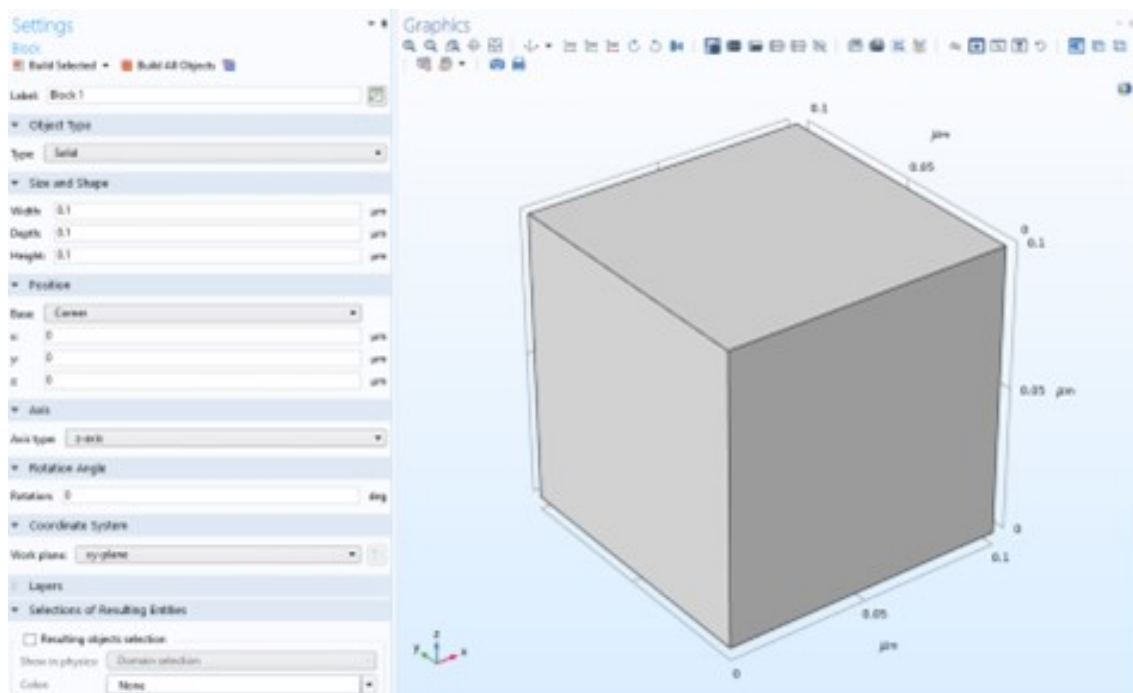 Settings
Block
Build Selected
Build All Objects
Label: Block 1
Object Type
Type: Solid
Size and Shape
Width: 0.1 µm
Depth: 0.1 µm
Height: 0.1 µm
Position
Base: Corner
x: 0 µm
y: 0 µm
z: 0 µm
Axis
Axis type: z-axis
Rotation Angle
Rotation: 0 deg
Coordinate System
Work plane: xy-plane
Layers
Selections of Resulting Entities
Resulting objects selection
Show in physics: Domain selection
Color: None
Graphics
0.1
µm
0.05
0
0.1
0.05 µm
0
0.1
0.05
µm
0
z
y
x